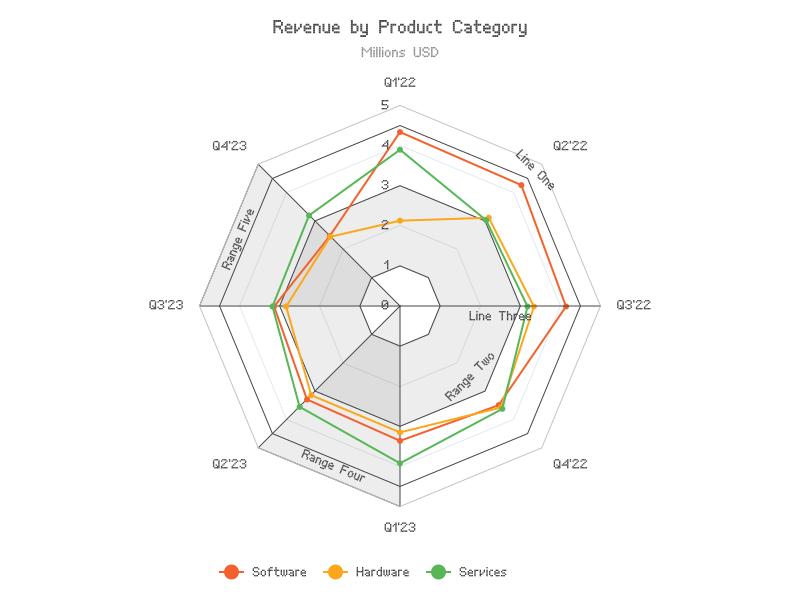 Revenue by Product Category
Millions USD
Q1'22
5
Q4'23
4
Line One
Q2'22
3
Range Five
2
1
Q3'23
0
Line Three
Q3'22
Range Two
Q2'23
Range Four
Q4'22
Q1'23
Software
Hardware
Services